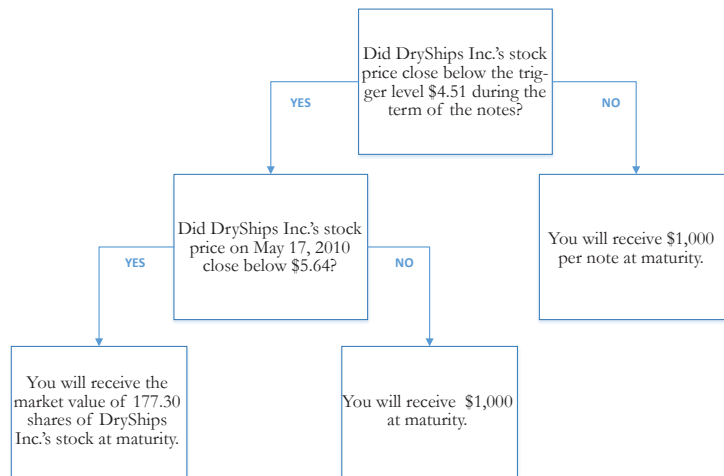 Did DryShips Inc.'s stock
price close below the trig-
ger level $4.51 during the
term of the notes?
YES
NO
Did DryShips Inc.'s stock
price on May 17, 2010
close below $5.64?
You will receive $1,000
per note at maturity.
YES
NO
You will receive the
market value of 177.30
shares of DryShips
Inc.'s stock at maturity.
You will receive  $1,000
at maturity.